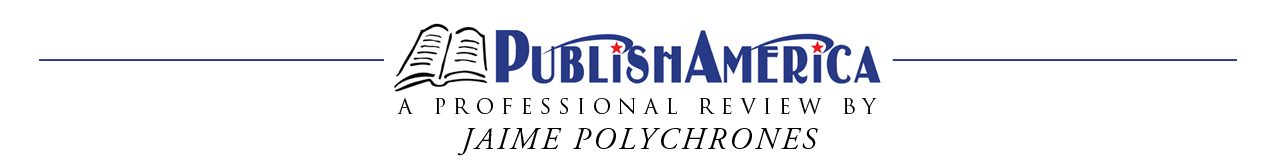 PUBLISHAMERICA
A PROFESSIONAL REVIEW BY
JAIME POLYCHRONES